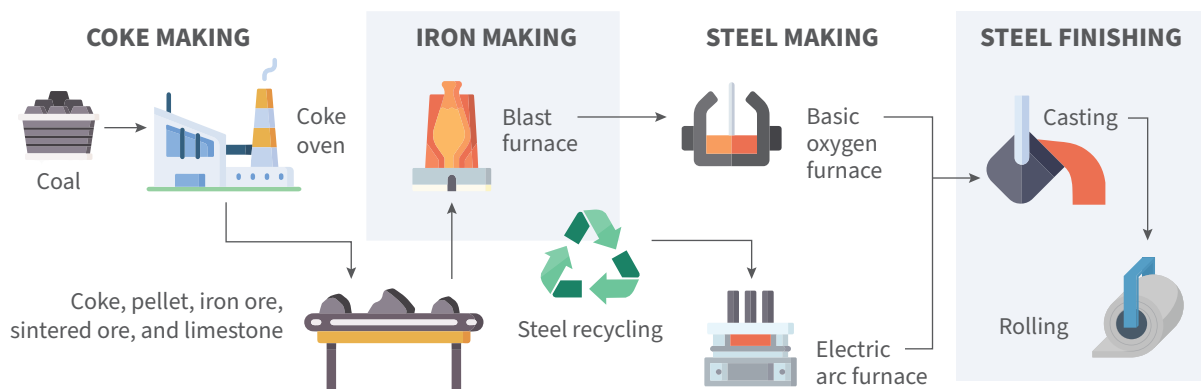 COKE MAKING
IRON MAKING
STEEL MAKING
STEEL FINISHING
Coal
Coke
oven
Blast
furnace
Basic
oxygen
furnace
Casting
Coke, pellet, iron ore,
sintered ore, and limestone
Steel recycling
Electric
arc furnace
Rolling